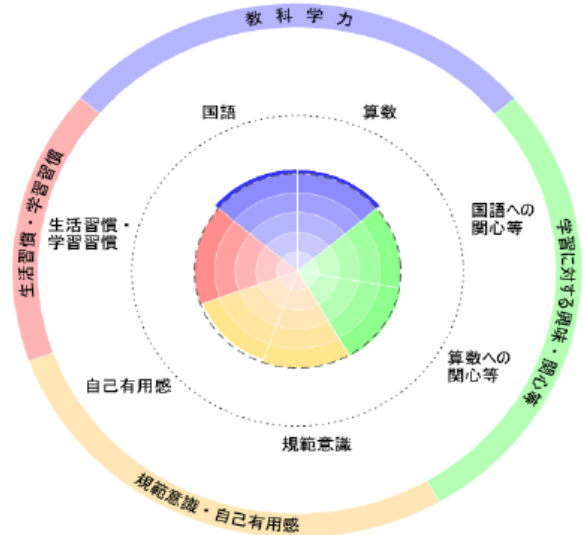 教科学力
国語
算数
生活習慣・学習習慣
生活習慣・
学習習慣
国語への
関心等
学習に対する興味・関心等
算数への
関心等
自己有用感
規範意識
規範意識・自己有用感